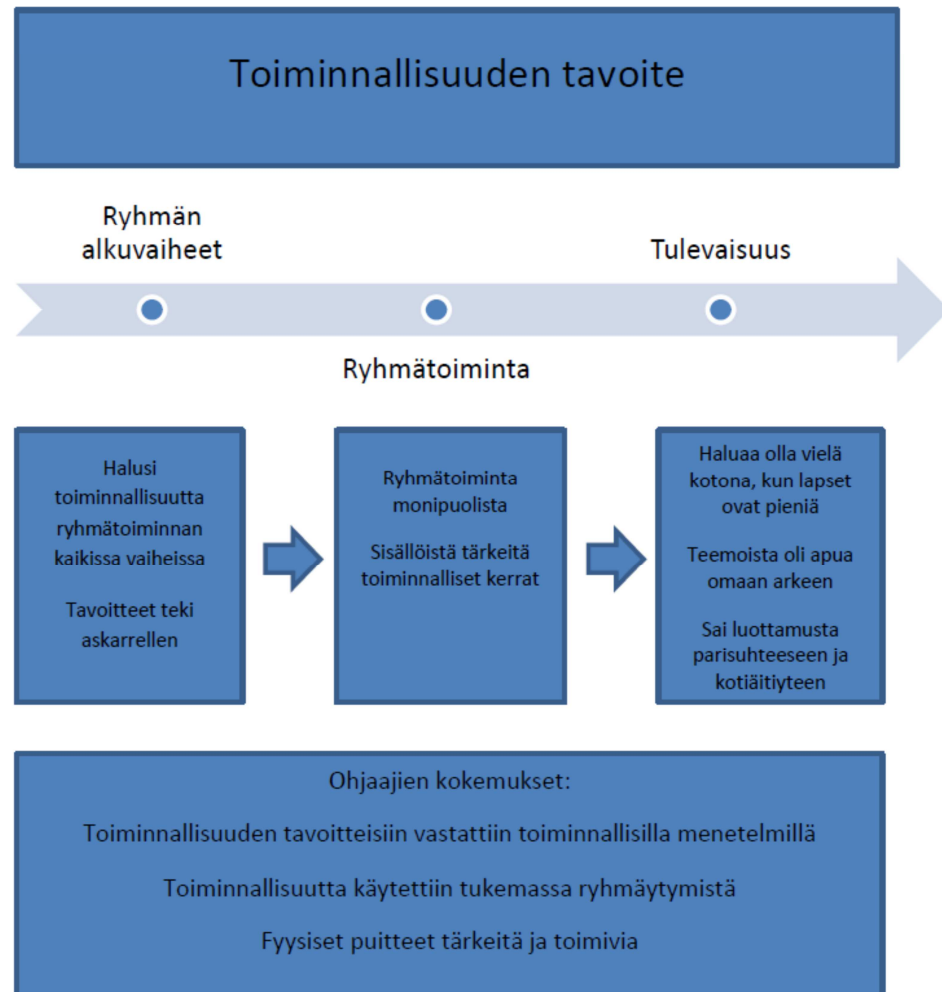 Toiminnallisuuden tavoite
Ryhmän
alkuvaiheet
Tulevaisuus
Ryhmätoiminta
Halusi
toiminnallisuutta
ryhmätoiminnan
kaikissa vaiheissa
Tavoitteet teki
askarrellen
Ryhmätoiminta
monipuolista
Sisällöistä tärkeitä
toiminnalliset kerrat
Haluaa olla vielä
kotona, kun lapset
ovat pieniä
Teemoista oli apua
omaan arkeen
Sai luottamusta
parisuhteeseen ja
kotiäitiyteen
Ohjaajien kokemukset:
Toiminnallisuuden tavoitteisiin vastattiin toiminnallisilla menetelmillä
Toiminnallisuutta käytettiin tukemassa ryhmäytymistä
Fyysiset puitteet tärkeitä ja toimivia